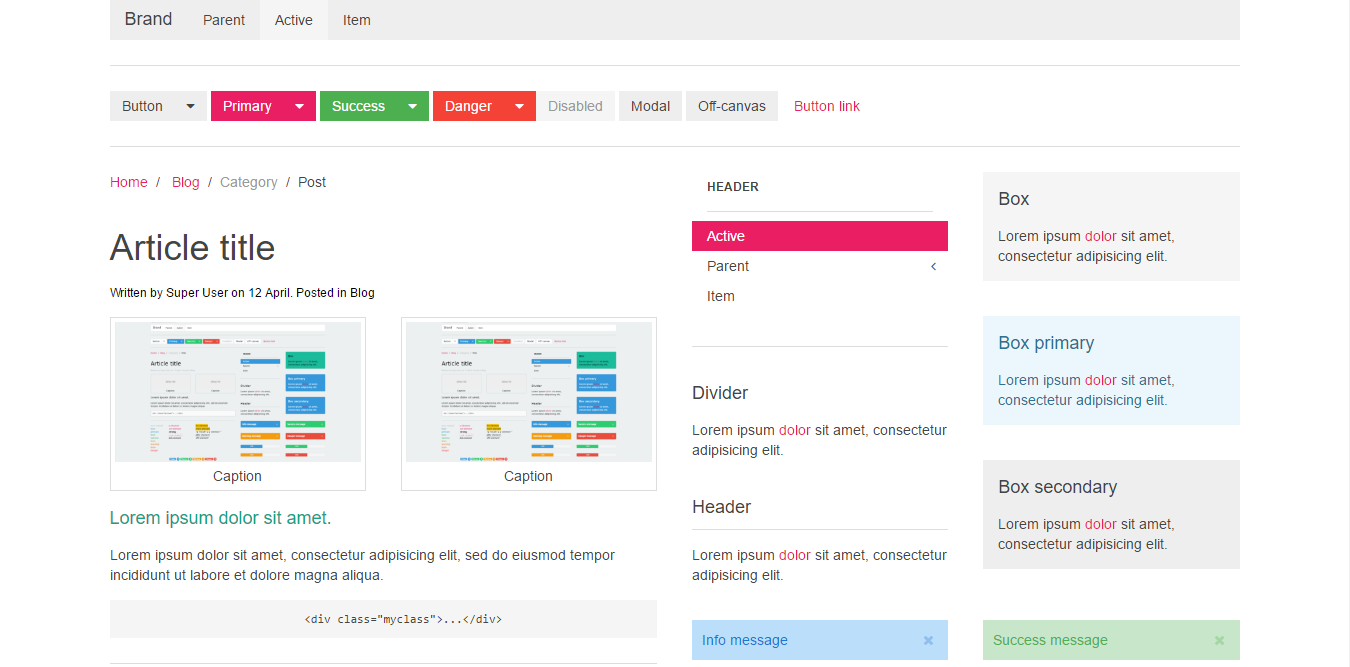 Brand Parent Active Item
Button Primary Success Danger Disabled Modal Off-canvas Button link
Home / Blog / Category / Post
Article title
Written by Super User on 12 April. Posted in Blog
Caption Caption
Lorem ipsum dolor sit amet.
Lorem ipsum dolor sit amet, consectetur adipisicing elit, sed do eiusmod tempor
incididunt ut labore et dolore magna aliqua.
<div class="myclass">...</div>
HEADER
Active
Parent
Item
Divider
Lorem ipsum dolor sit amet, consectetur
adipisicing elit.
Header
Lorem ipsum dolor sit amet, consectetur
adipisicing elit.
Info message
Box
Lorem ipsum dolor sit amet,
consectetur adipisicing elit.
Box primary
Lorem ipsum dolor sit amet,
consectetur adipisicing elit.
Box secondary
Lorem ipsum dolor sit amet,
consectetur adipisicing elit.
Success message